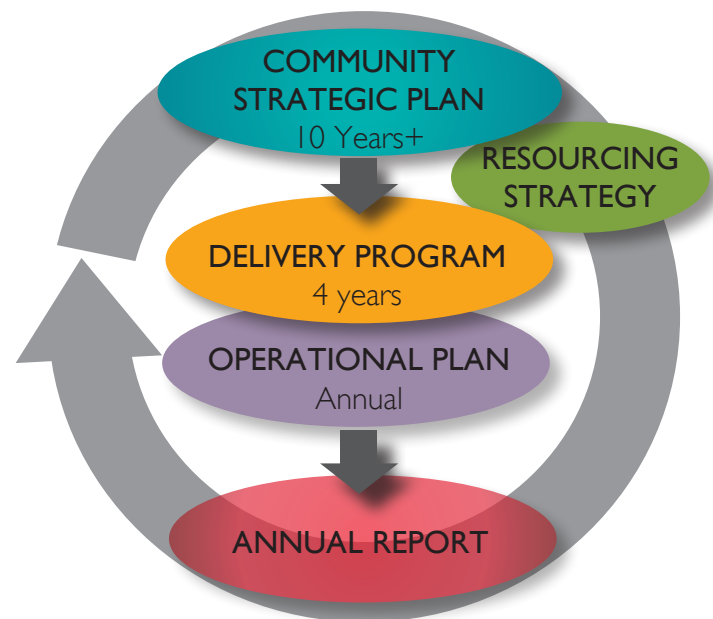 COMMUNITY
STRATEGIC PLAN
10 Years+
RESOURCING
STRATEGY
DELIVERY PROGRAM
4 years
OPERATIONAL PLAN
Annual
ANNUAL REPORT